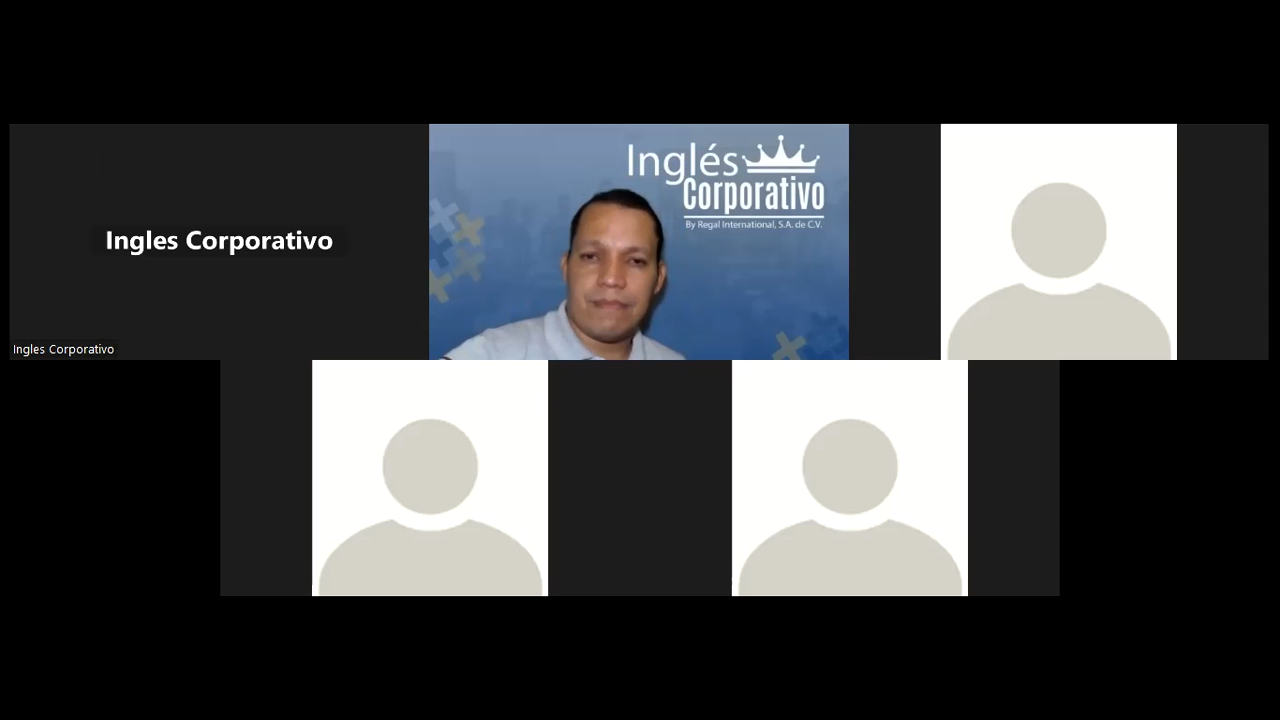 Ingles Corporativo
Ingles Corporativo
Inglés
Corporativo
By Regal International, S.A. de C.V.